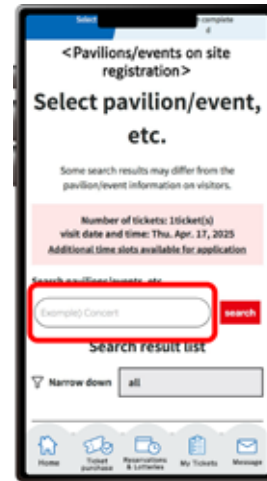 Select
complete
d
<Pavilions/events on site
registration>
Select pavilion/event,
etc.
Some search results may differ from the
pavilion/event information on visitors.
Number of tickets: 1ticket(s)
visit date and time: Thu. Apr. 17, 2025
Additional time slots available for application
Search pavilions/events, etc.
Example) Concert
search
Search result list
Narrow down
all
Home
Ticket
purchase
Reservations
& Lotteries
My Tickets
Message